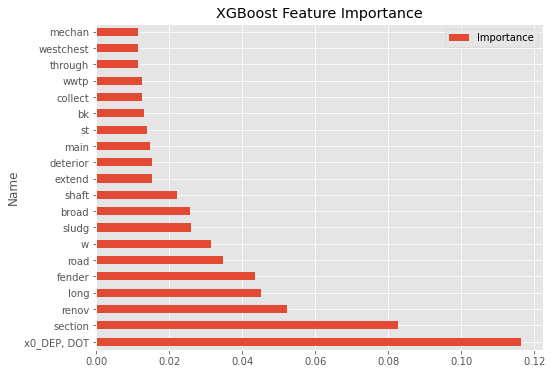 XGBoost Feature Importance
Importance
Name
mechan
westchest
through
wwtp
collect
bk
st
main
deterior
extend
shaft
broad
sludg
w
road
fender
long
renov
section
x0_DEP, DOT
0.00 0.02 0.04 0.06 0.08 0.10 0.12